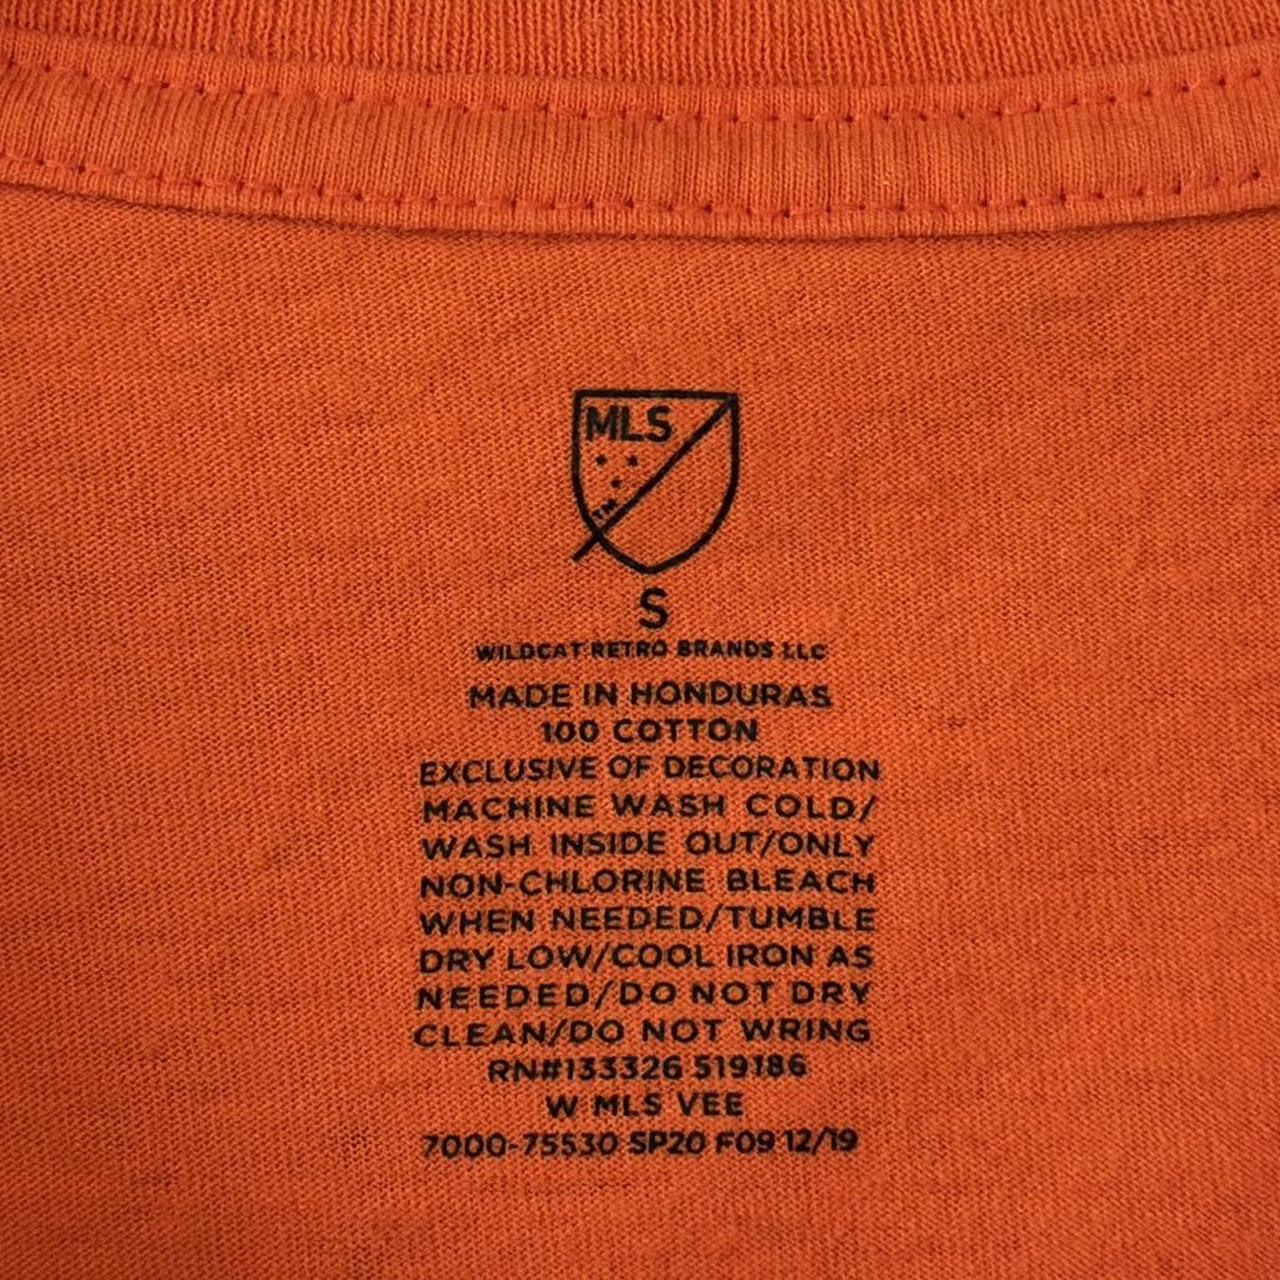 MLS
TM
S
WILDCAT RETRO BRANDS LLC
MADE IN HONDURAS
100 COTTON
EXCLUSIVE OF DECORATION
MACHINE WASH COLD/
WASH INSIDE OUT/ONLY
NON-CHLORINE BLEACH
WHEN NEEDED/TUMBLE
DRY LOW/COOL IRON AS
NEEDED/DO NOT DRY
CLEAN/DO NOT WRING
RN#133326 519186
W MLS VEE
7000-75530 SP20 F09 12/19